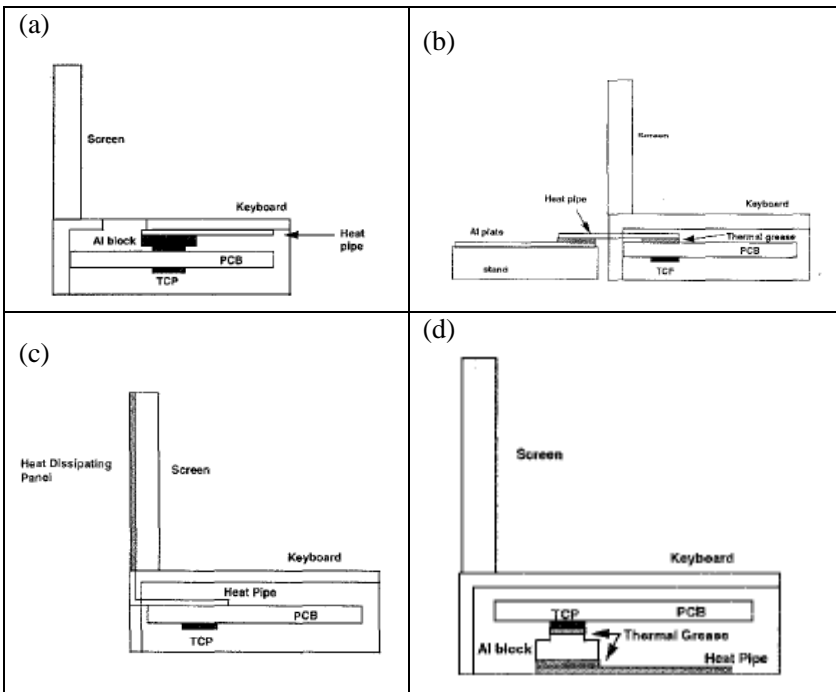 (a)
Screen
Keyboard
Al block
Heat
pipe
PCB
TCP
(b)
Screen
Heat pipe
Keyboard
Al plate
Thermal grease
PCB
stand
TCP
(c)
Heat Dissipating
Panel
Screen
Keyboard
Heat Pipe
PCB
TCP
(d)
Screen
Keyboard
TCP
PCB
Thermal Grease
Al block
Heat Pipe